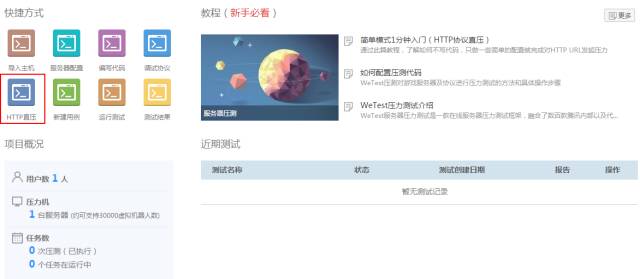 快捷方式
导入主机
服务器配置
编写代码
调试协议
HTTP直压
新建用例
运行测试
测试结果
项目概况
用户数 1 人
压力机
1 台服务器 (约可支持30000虚拟机器人数)
任务数
0 次压测（已执行）
0 个任务在运行中
教程（新手必看）
更多
服务器压测
简单模式1分钟入门（HTTP协议直压）
通过此篇教程，了解如何不写代码，只做一些简单的配置就完成对HTTP URL发起压力
如何配置压测代码
WeTest压测对游戏服务器及协议进行压力测试的方法和具体操作步骤
WeTest压力测试介绍
WeTest服务器压力测试是一款在线服务器压力测试框架，融合了数百款腾讯内部以及代...
近期测试
测试名称 状态 测试创建日期 报告 操作
暂无测试记录